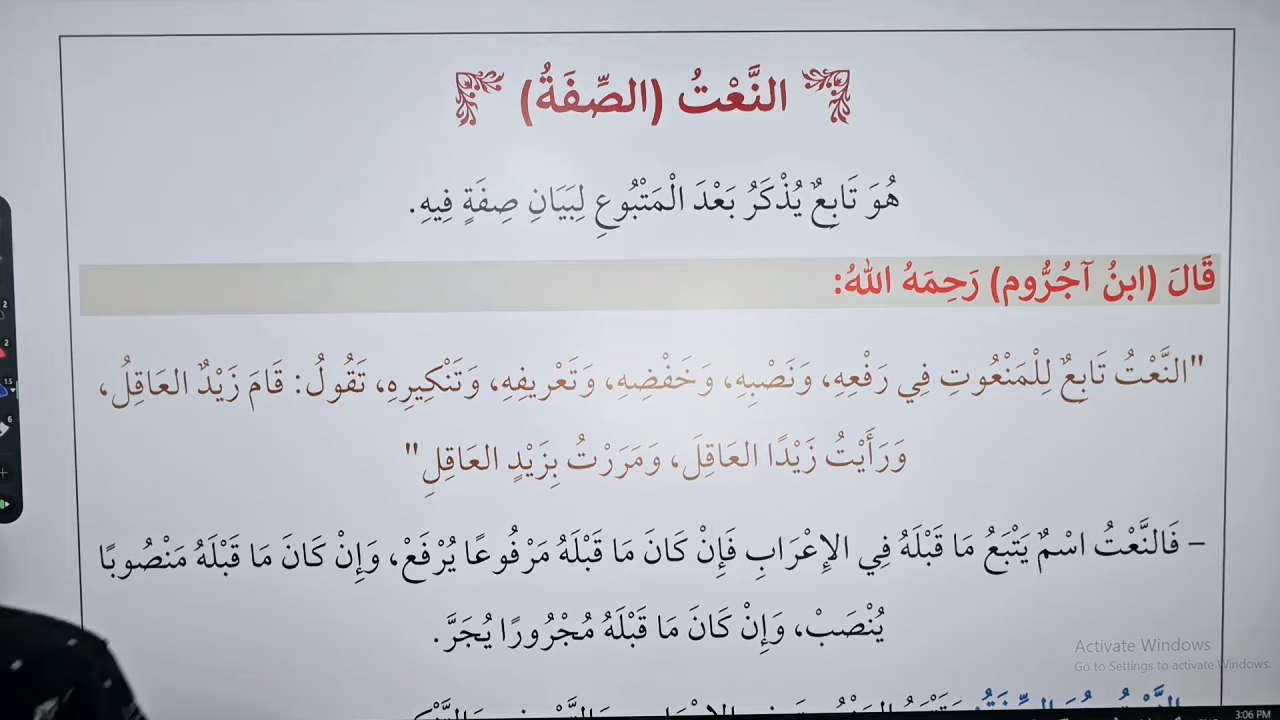 النَّعْتُ (الصِّفَةُ)
هُوَ تَابِعٌ يُذْكَرُ بَعْدَ الْمَتْبُوعِ لِبَيَانِ صِفَةٍ فِيهِ.
قَالَ (ابنُ آجُرُّوم) رَحِمَهُ اللهُ:
"النَّعْتُ تَابِعٌ لِلْمَنْعُوتِ فِي رَفْعِهِ، وَنَصْبِهِ، وَخَفْضِهِ، وَتَعْرِيفِهِ، وَتَنْكِيرِهِ، تَقُولُ: قَامَ زَيْدٌ العَاقِلُ،
وَرَأَيْتُ زَيْدًا العَاقِلَ، وَمَرَرْتُ بِزَيْدٍ العَاقِلِ"
– فَالنَّعْتُ اسْمٌ يَتْبَعُ مَا قَبْلَهُ فِي الإِعْرَابِ فَإِنْ كَانَ مَا قَبْلَهُ مَرْفُوعًا يُرْفَعْ، وَإِنْ كَانَ مَا قَبْلَهُ مَنْصُوبًا
يُنْصَبْ، وَإِنْ كَانَ مَا قَبْلَهُ مُجْرُورًا يُجَرَّ.
Activate Windows
Go to Settings to activate Windows.
3:06 PM